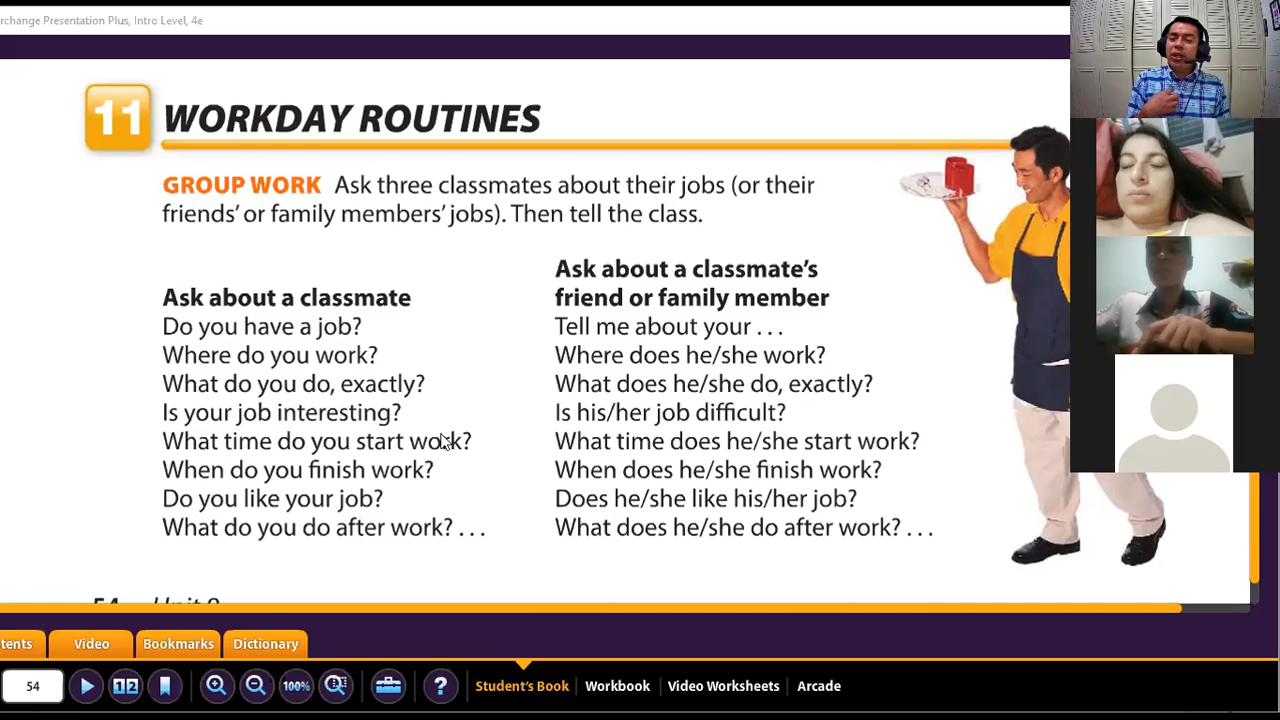 rchange Presentation Plus, Intro Level, 4e
11 WORKDAY ROUTINES
GROUP WORK Ask three classmates about their jobs (or their
friends' or family members' jobs). Then tell the class.
Ask about a classmate
Do you have a job?
Where do you work?
What do you do, exactly?
Is your job interesting?
What time do you start work?
When do you finish work?
Do you like your job?
What do you do after work? . . .
Ask about a classmate's
friend or family member
Tell me about your . . .
Where does he/she work?
What does he/she do, exactly?
Is his/her job difficult?
What time does he/she start work?
When does he/she finish work?
Does he/she like his/her job?
What does he/she do after work? . . .
tents Video Bookmarks Dictionary
54 12 100% ? Student's Book Workbook Video Worksheets Arcade